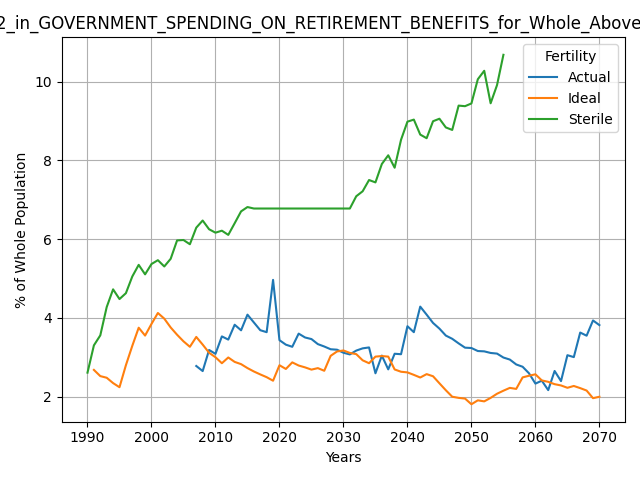 2_in_GOVERNMENT_SPENDING_ON_RETIREMENT_BENEFITS_for_Whole_Above
Fertility
Actual
Ideal
Sterile
% of Whole Population
10
8
6
4
2
1990 2000 2010 2020 2030 2040 2050 2060 2070
Years